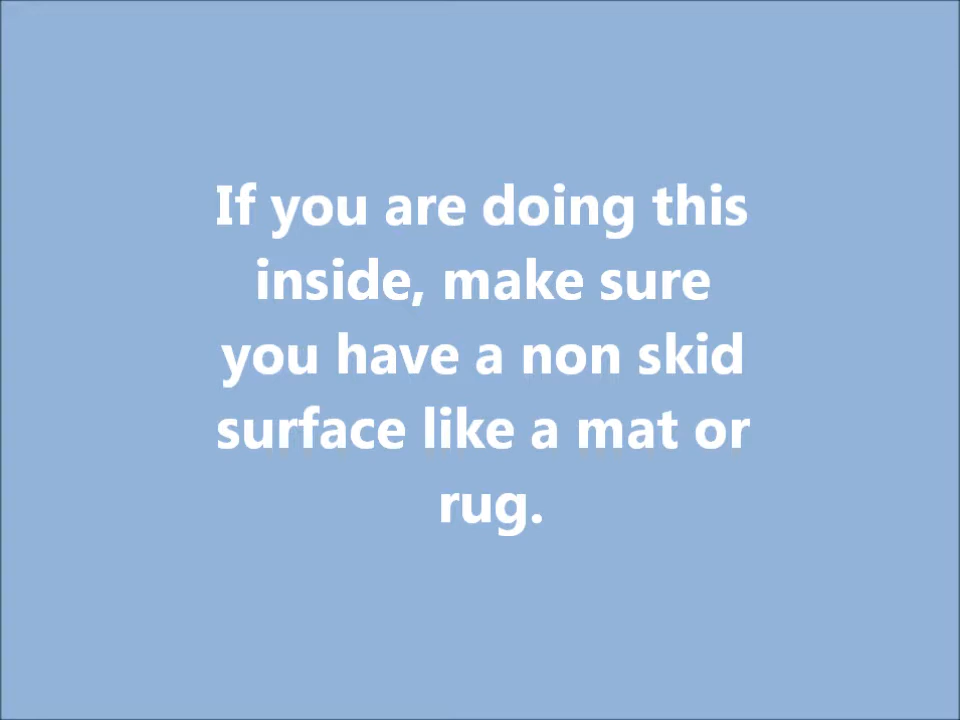 If you are doing this
inside, make sure
you have a non skid
surface like a mat or
rug.